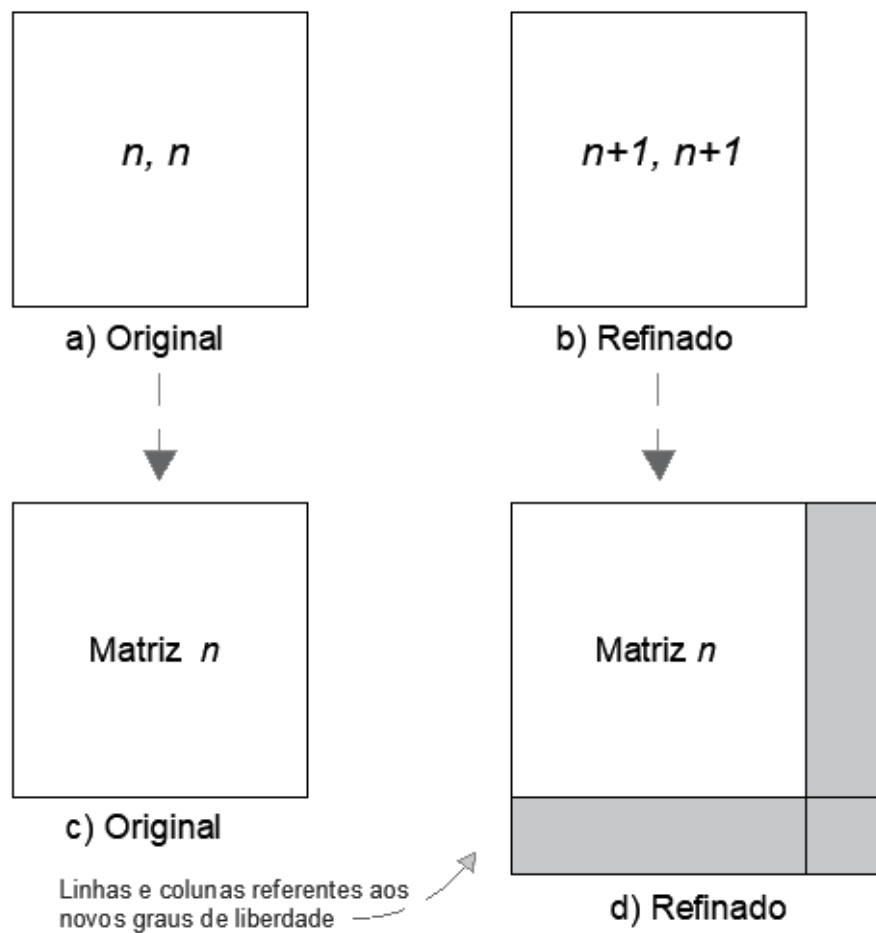 n, n
n+1, n+1
a) Original
b) Refinado
Matriz n
Matriz n
c) Original
Linhas e colunas referentes aos
novos graus de liberdade
d) Refinado